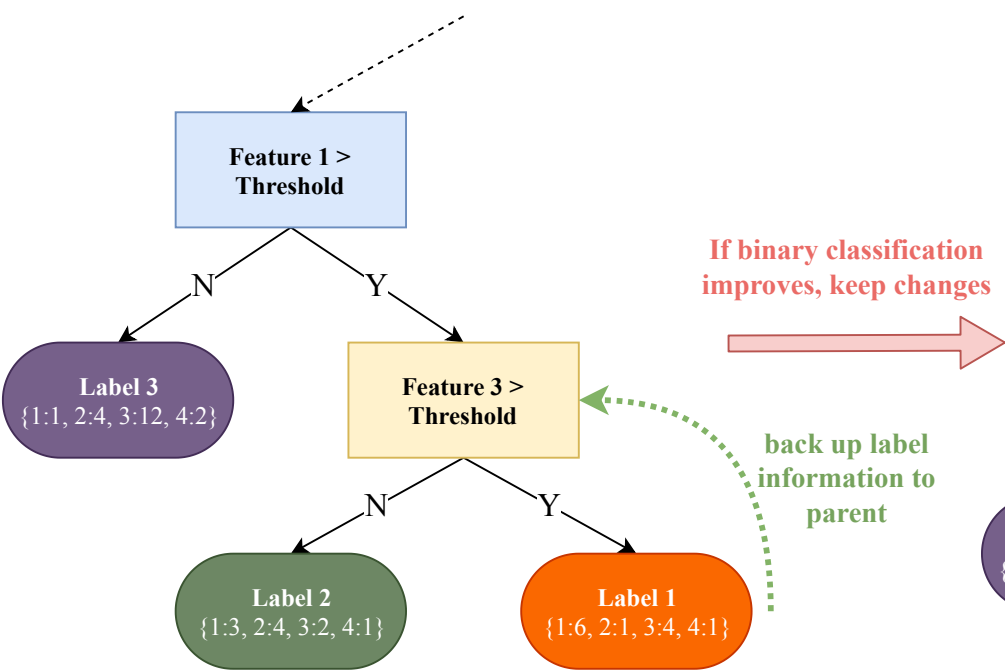 Feature 1 >
Threshold
N
Y
If binary classification
improves, keep changes
Label 3
{1:1, 2:4, 3:12, 4:2}
Feature 3 >
Threshold
back up label
information to
parent
N
Y
Label 2
{1:3, 2:4, 3:2, 4:1}
Label 1
{1:6, 2:1, 3:4, 4:1}
{